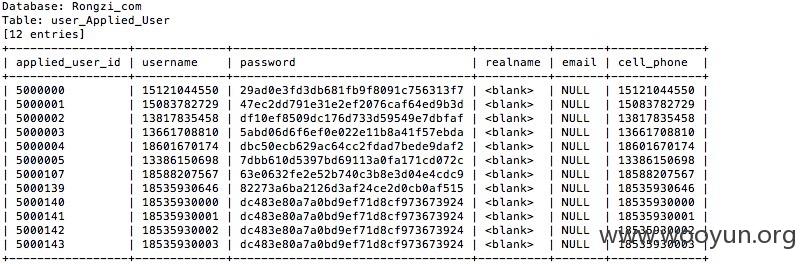 Database: Rongzi_com
Table: user_Applied_User
[12 entries]
+-----------------+-------------+----------------------------------+----------+-------+-------------+
| applied_user_id | username | password | realname | email | cell_phone |
+-----------------+-------------+----------------------------------+----------+-------+-------------+
| 5000000 | 15121044550 | 29ad0e3fd3db681fb9f8091c756313f7 | <blank> | NULL | 15121044550 |
| 5000001 | 15083782729 | 47ec2dd791e31e2ef2076caf64ed9b3d | <blank> | NULL | 15083782729 |
| 5000002 | 13817835458 | df10ef8509dc176d733d59549e7dbfaf | <blank> | NULL | 13817835458 |
| 5000003 | 13661708810 | 5abd06d6f6ef0e022e11b8a41f57ebda | <blank> | NULL | 13661708810 |
| 5000004 | 18601670174 | dbc50ecb629ac64cc2fdad7bede9daf2 | <blank> | NULL | 18601670174 |
| 5000005 | 13386150698 | 7dbb610d5397bd69113a0fa171cd072c | <blank> | NULL | 13386150698 |
| 5000107 | 18588207567 | 63e0632fe2e52b740c3b8e3d04e4cdc9 | <blank> | NULL | 18588207567 |
| 5000139 | 18535930646 | 82273a6ba2126d3af24ce2d0cb0af515 | <blank> | NULL | 18535930646 |
| 5000140 | 18535930000 | dc483e80a7a0bd9ef71d8cf973673924 | <blank> | NULL | 18535930000 |
| 5000141 | 18535930001 | dc483e80a7a0bd9ef71d8cf973673924 | <blank> | NULL | 18535930001 |
| 5000142 | 18535930002 | dc483e80a7a0bd9ef71d8cf973673924 | <blank> | NULL | 18535930002 |
| 5000143 | 18535930003 | dc483e80a7a0bd9ef71d8cf973673924 | <blank> | NULL | 18535930003 |
+-----------------+-------------+----------------------------------+----------+-------+-------------+
www.wooyun.org